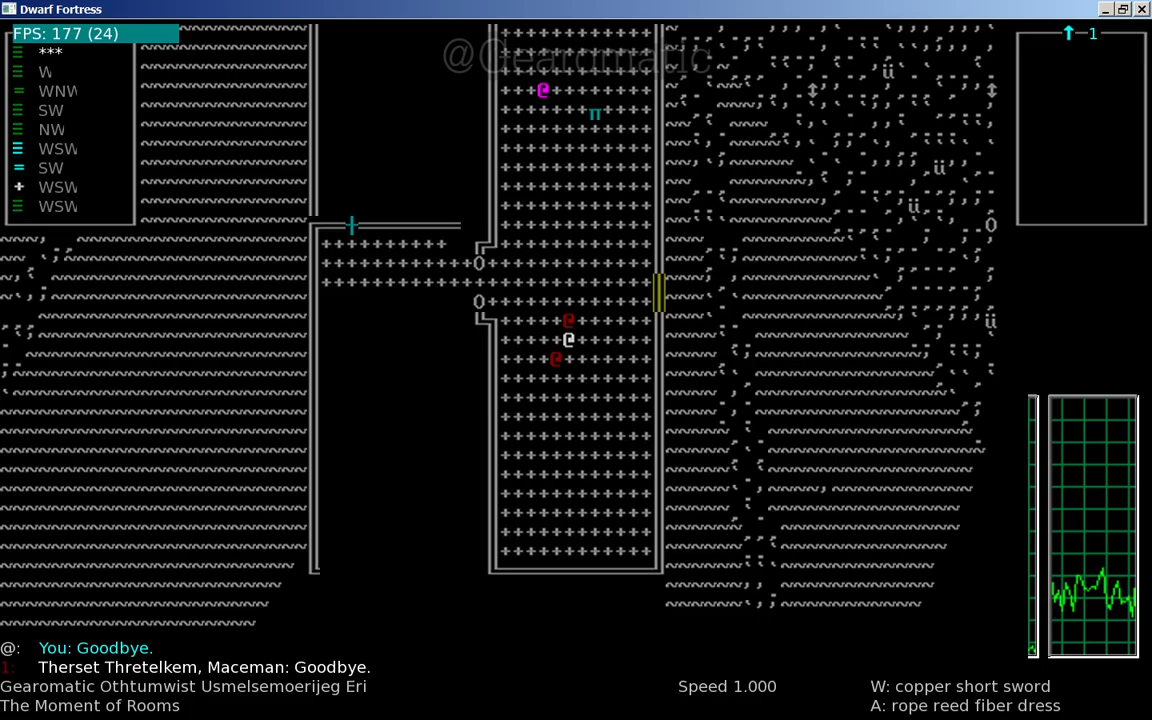 Dwarf Fortress
FPS: 177 (24)
@Gearomatic
***
W
WNW
SW
NW
WSW
SW
WSW
WSW
1
@: You: Goodbye.
1: Therset Thretelkem, Maceman: Goodbye.
Gearomatic Othtumwist Usmelsemoerijeg Eri
Speed 1.000
W: copper short sword
The Moment of Rooms
A: rope reed fiber dress